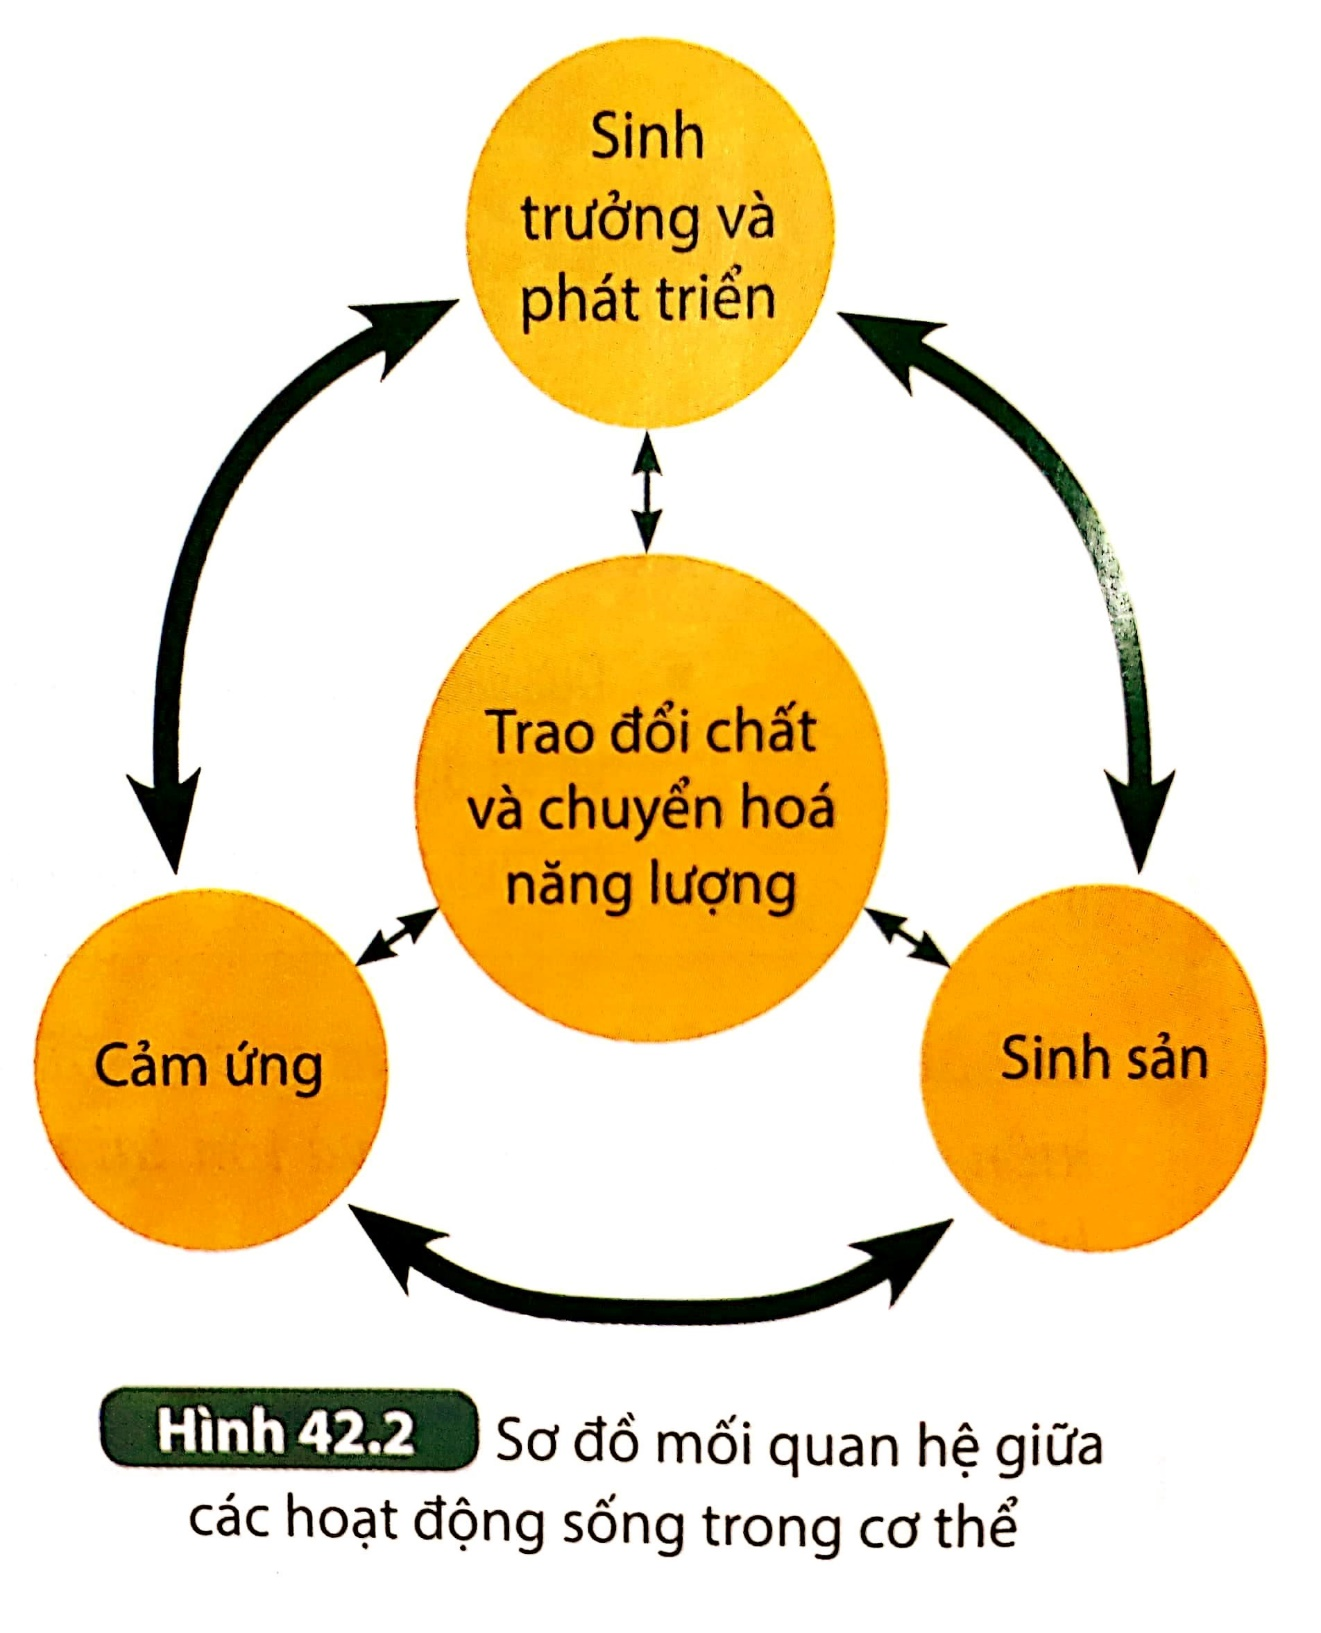 Sinh
trưởng và
phát triển
Trao đổi chất
và chuyển hoá
năng lượng
Cảm ứng
Sinh sản
Hình 42.2 Sơ đồ mối quan hệ giữa
các hoạt động sống trong cơ thể